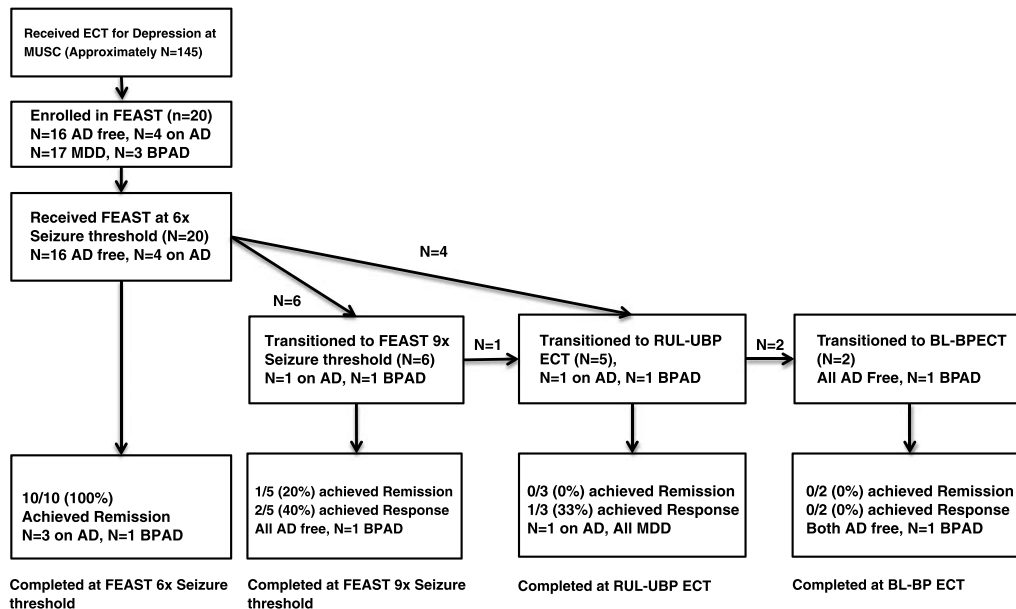 Received ECT for Depression at
MUSC (Approximately N=145)
Enrolled in FEAST (n=20)
N=16 AD free, N=4 on AD
N=17 MDD, N=3 BPAD
Received FEAST at 6x
Seizure threshold (N=20)
N=16 AD free, N=4 on AD
N=4
N=6
Transitioned to FEAST 9x
Seizure threshold (N=6)
N=1 on AD, N=1 BPAD
N=1
Transitioned to RUL-UBP
ECT (N=5),
N=1 on AD, N=1 BPAD
N=2
Transitioned to BL-BPECT
(N=2)
All AD Free, N=1 BPAD
10/10 (100%)
Achieved Remission
N=3 on AD, N=1 BPAD
1/5 (20%) achieved Remission
2/5 (40%) achieved Response
All AD free, N=1 BPAD
0/3 (0%) achieved Remission
1/3 (33%) achieved Response
N=1 on AD, All MDD
0/2 (0%) achieved Remission
0/2 (0%) achieved Response
Both AD free, N=1 BPAD
Completed at FEAST 6x Seizure
threshold
Completed at FEAST 9x Seizure
threshold
Completed at RUL-UBP ECT
Completed at BL-BP ECT